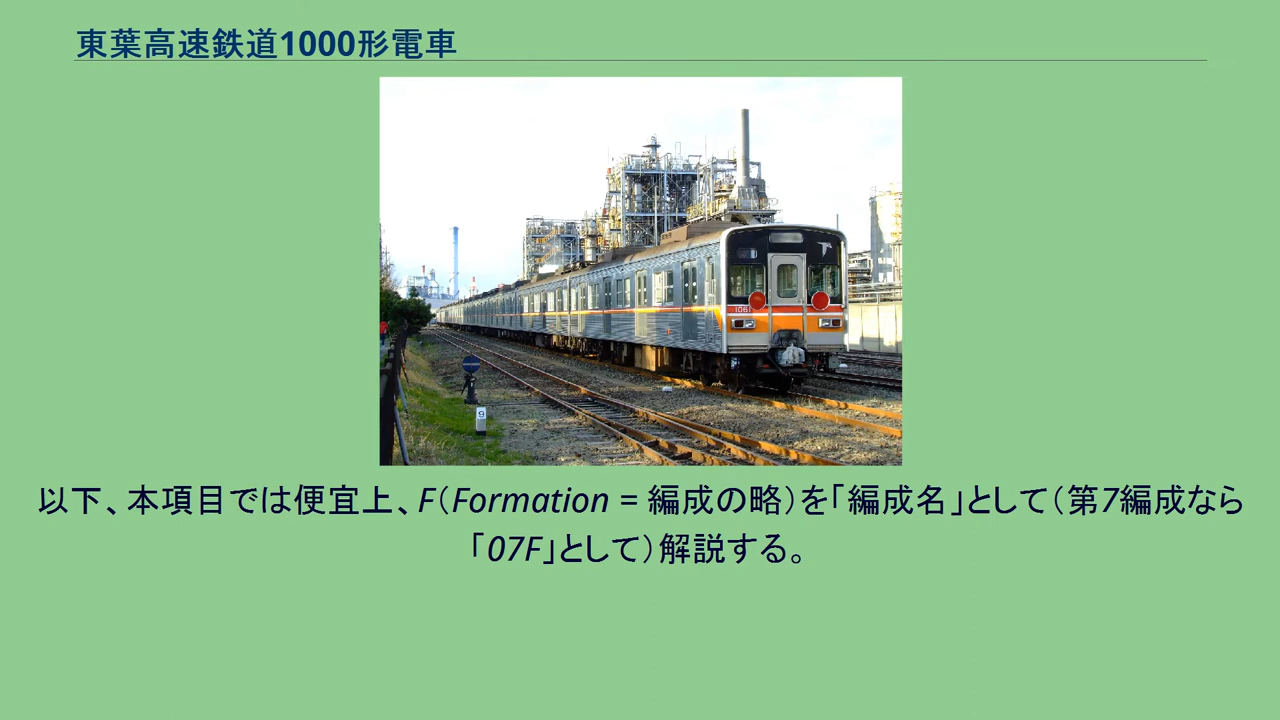 東葉高速鉄道1000形電車
1061
9
以下、本項目では便宜上、F（Formation = 編成の略）を「編成名」として（第7編成なら
「07F」として）解説する。